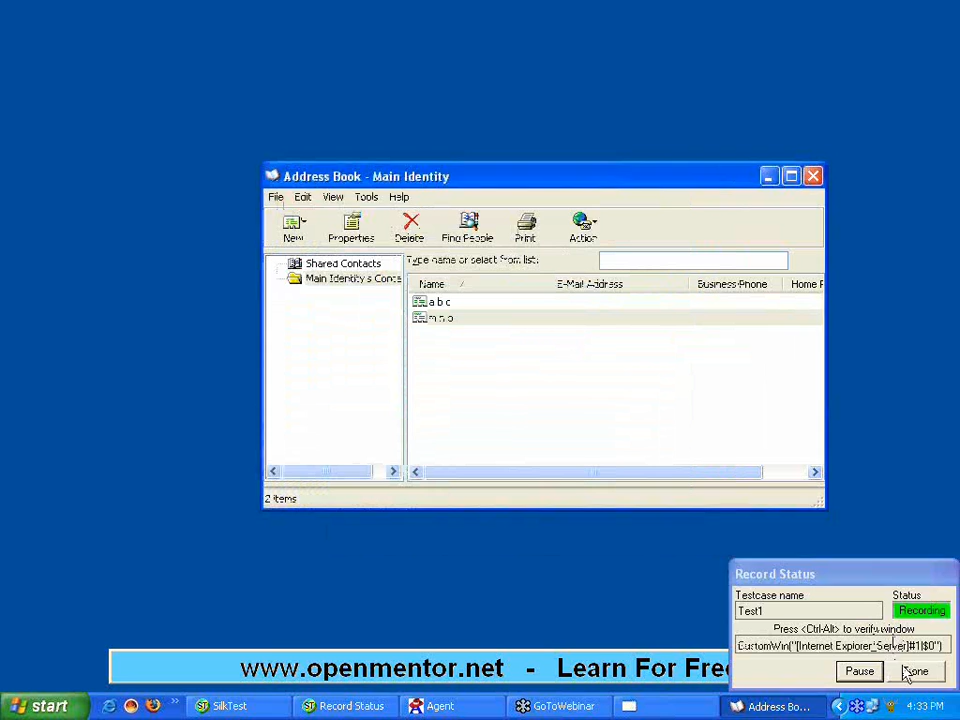 Address Book - Main Identity
File Edit View Tools Help
New Properties Delete Find People Print Action
Shared Contacts
Main Identity's Conta
Type name or select from list:
Name E-Mail Address Business Phone Home P
a b c
m n o
2 items
Record Status
Testcase name Status
Test1 Recording
Press <Ctrl-Alt> to verify window
CustomWin("[Internet Explorer_Server]#1|$0")
Pause Done
www.openmentor.net - Learn For Free
start SilkTest Record Status Agent GoToWebinar Address Bo... 4:33 PM